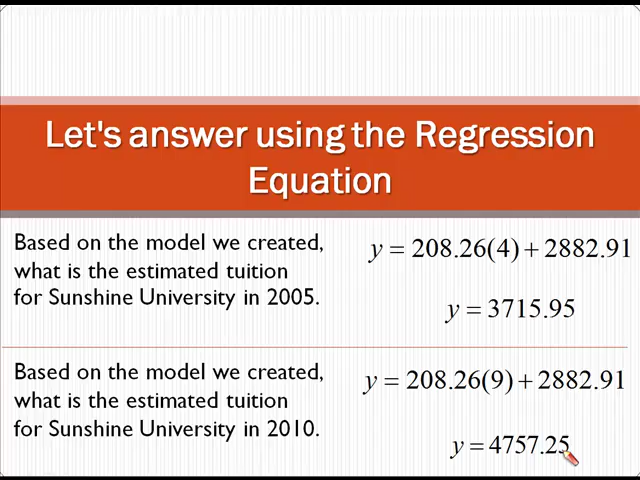 Let's answer using the Regression
Equation
Based on the model we created,
what is the estimated tuition
for Sunshine University in 2005.
y = 208.26(4) + 2882.91
y = 3715.95
Based on the model we created,
what is the estimated tuition
for Sunshine University in 2010.
y = 208.26(9) + 2882.91
y = 4757.25